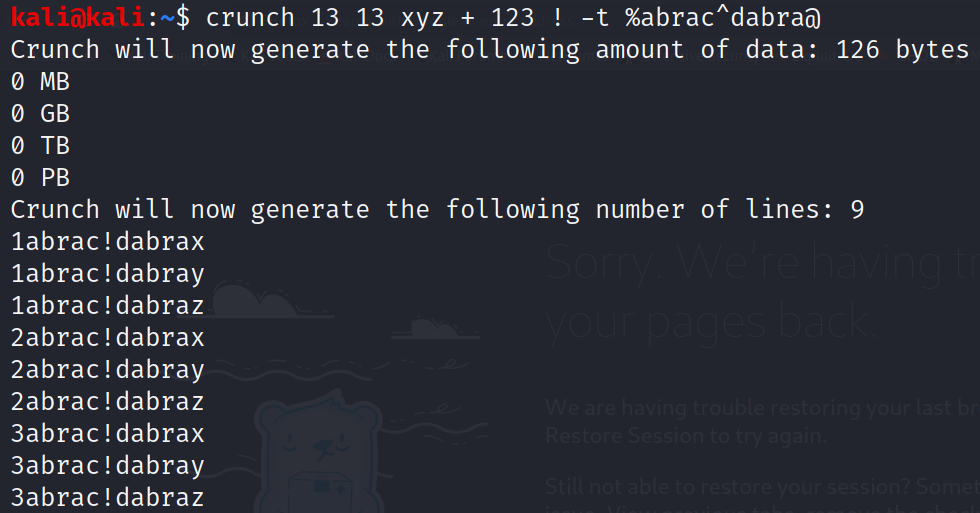 kali@kali:~$ crunch 13 13 xyz + 123 ! -t %abrac^dabra@
Crunch will now generate the following amount of data: 126 bytes
0 MB
0 GB
0 TB
0 PB
Crunch will now generate the following number of lines: 9
1abrac!dabrax
1abrac!dabray
1abrac!dabraz
2abrac!dabrax
2abrac!dabray
2abrac!dabraz
3abrac!dabrax
3abrac!dabray
3abrac!dabraz
Sorry. We're having tr
your pages back.
We are having trouble restoring your last br
Restore Session to try again.
Still not able to restore your session? Somet